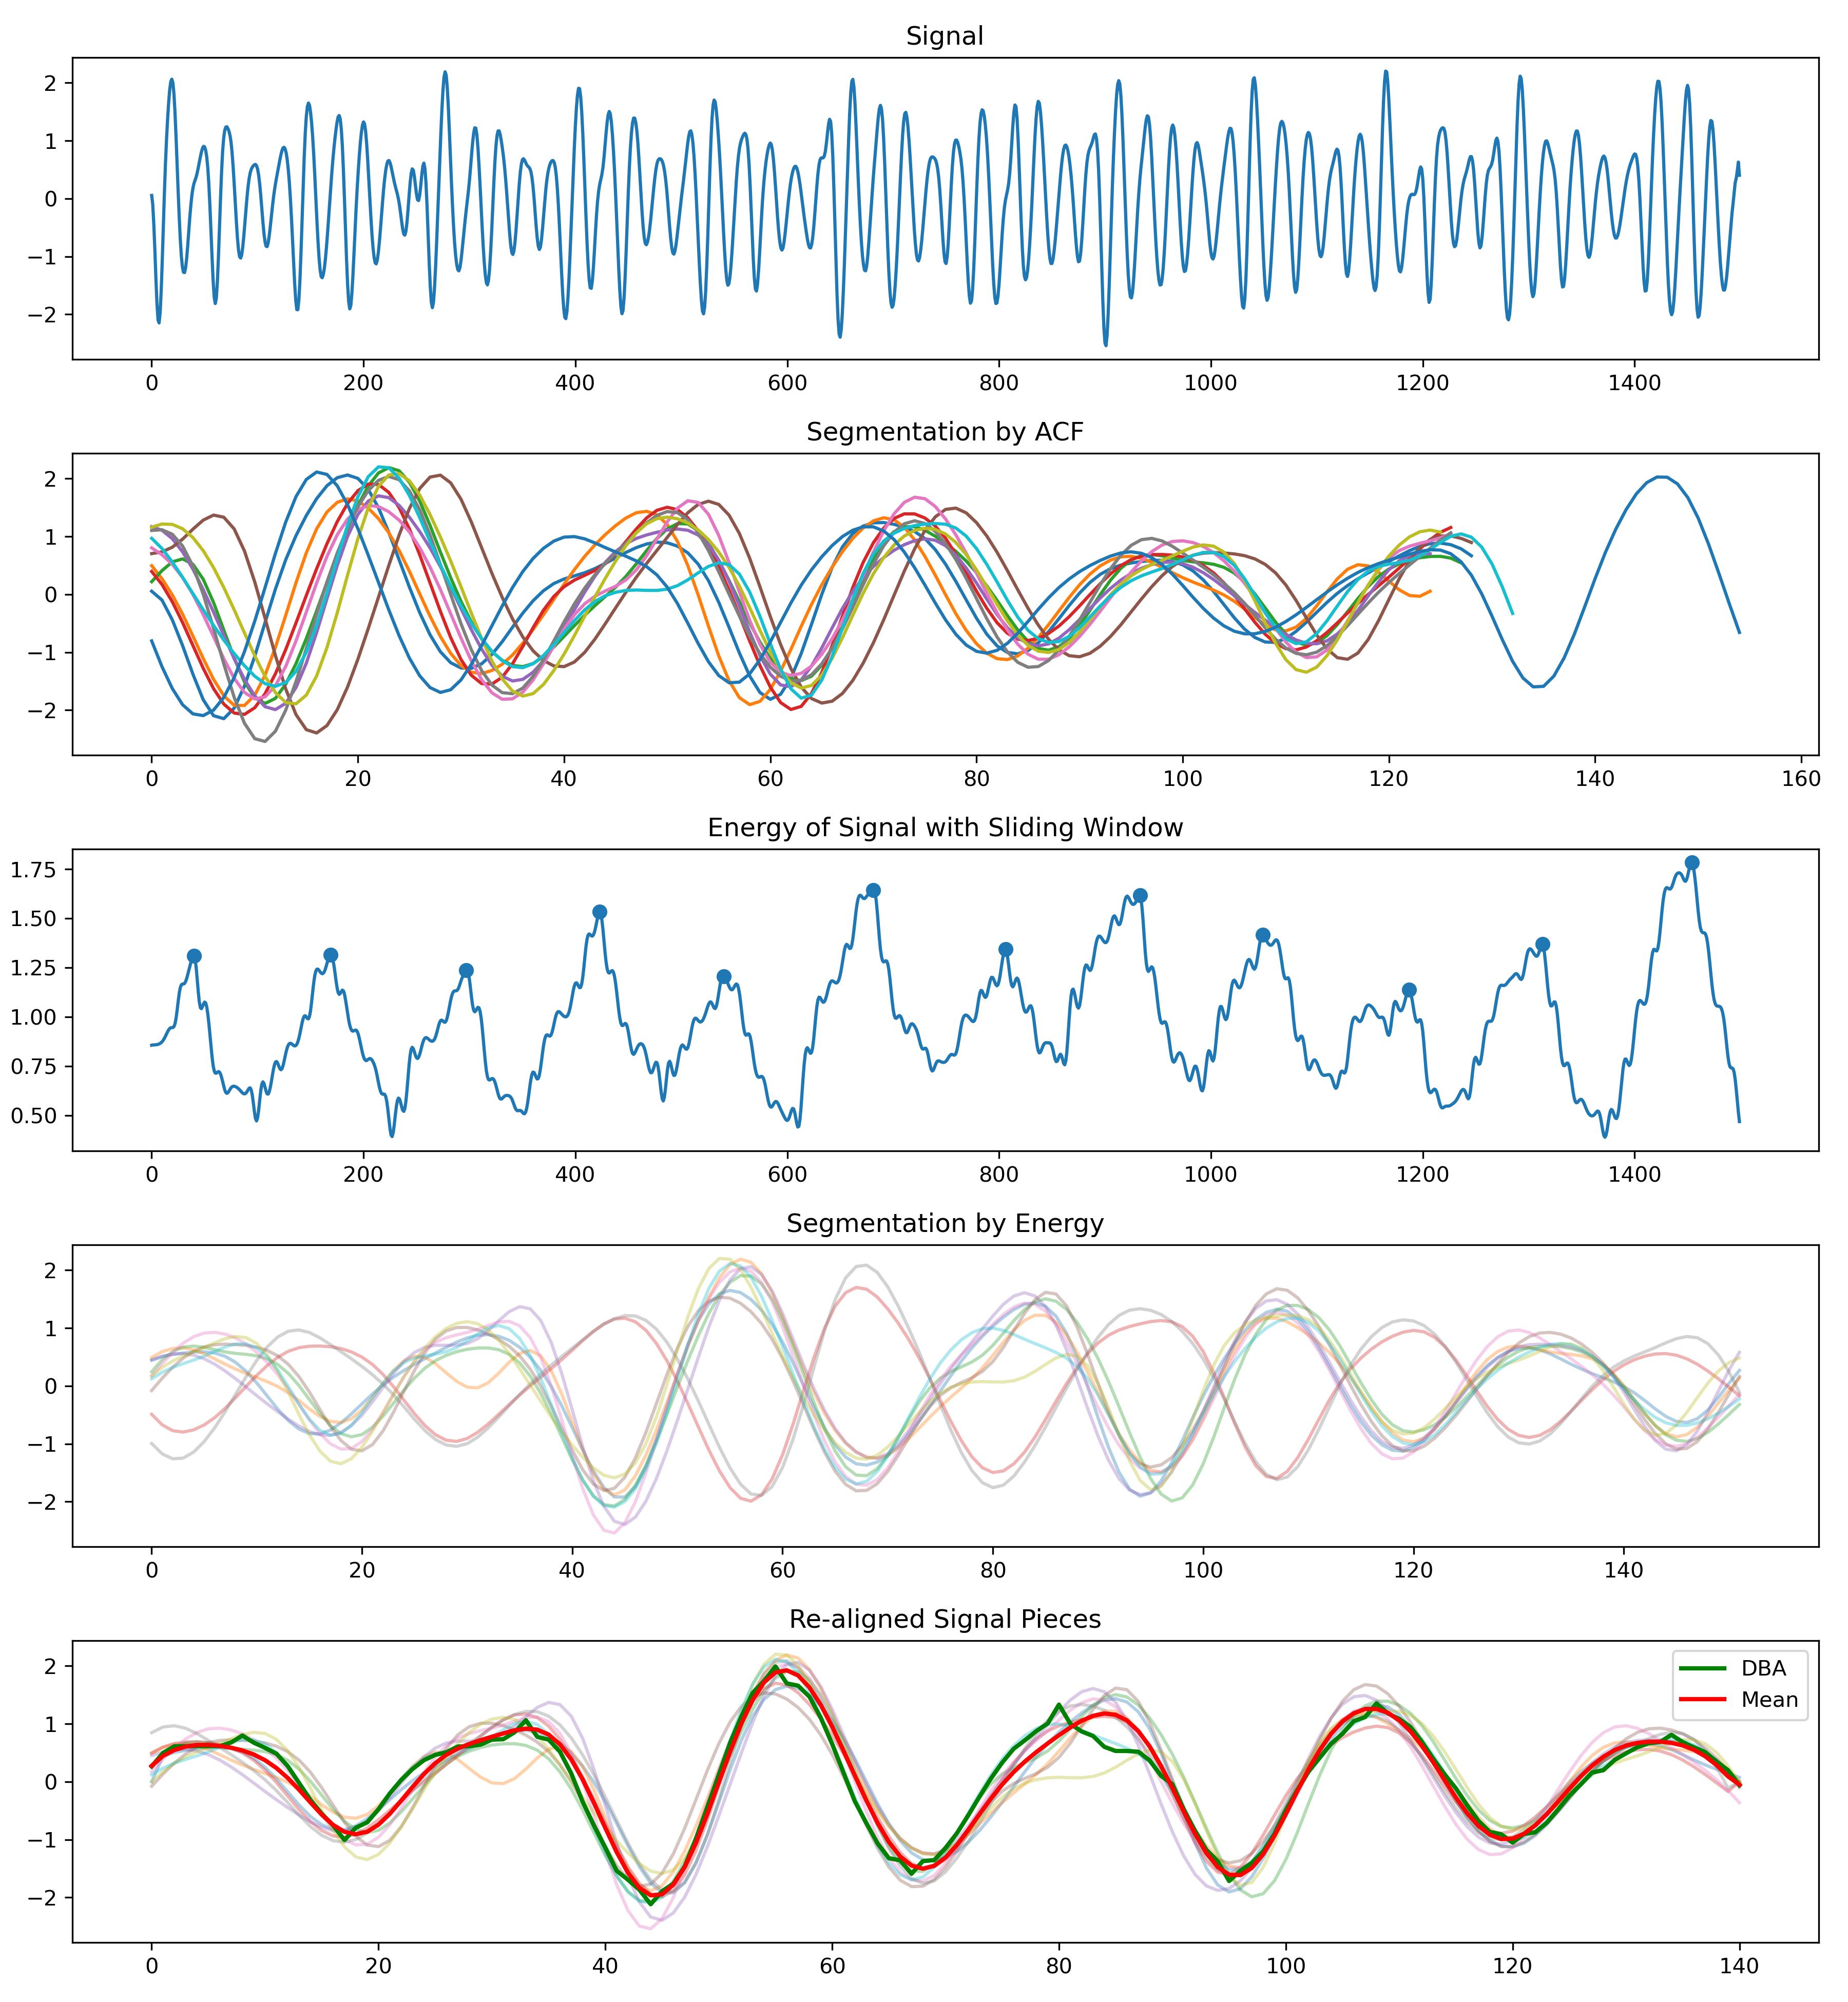 Signal
2
1
0
−1
−2
0 200 400 600 800 1000 1200 1400
Segmentation by ACF
2
1
0
−1
−2
0 20 40 60 80 100 120 140 160
Energy of Signal with Sliding Window
1.75
1.50
1.25
1.00
0.75
0.50
0 200 400 600 800 1000 1200 1400
Segmentation by Energy
2
1
0
−1
−2
0 20 40 60 80 100 120 140
Re-aligned Signal Pieces
DBA
Mean
2
1
0
−1
−2
0 20 40 60 80 100 120 140